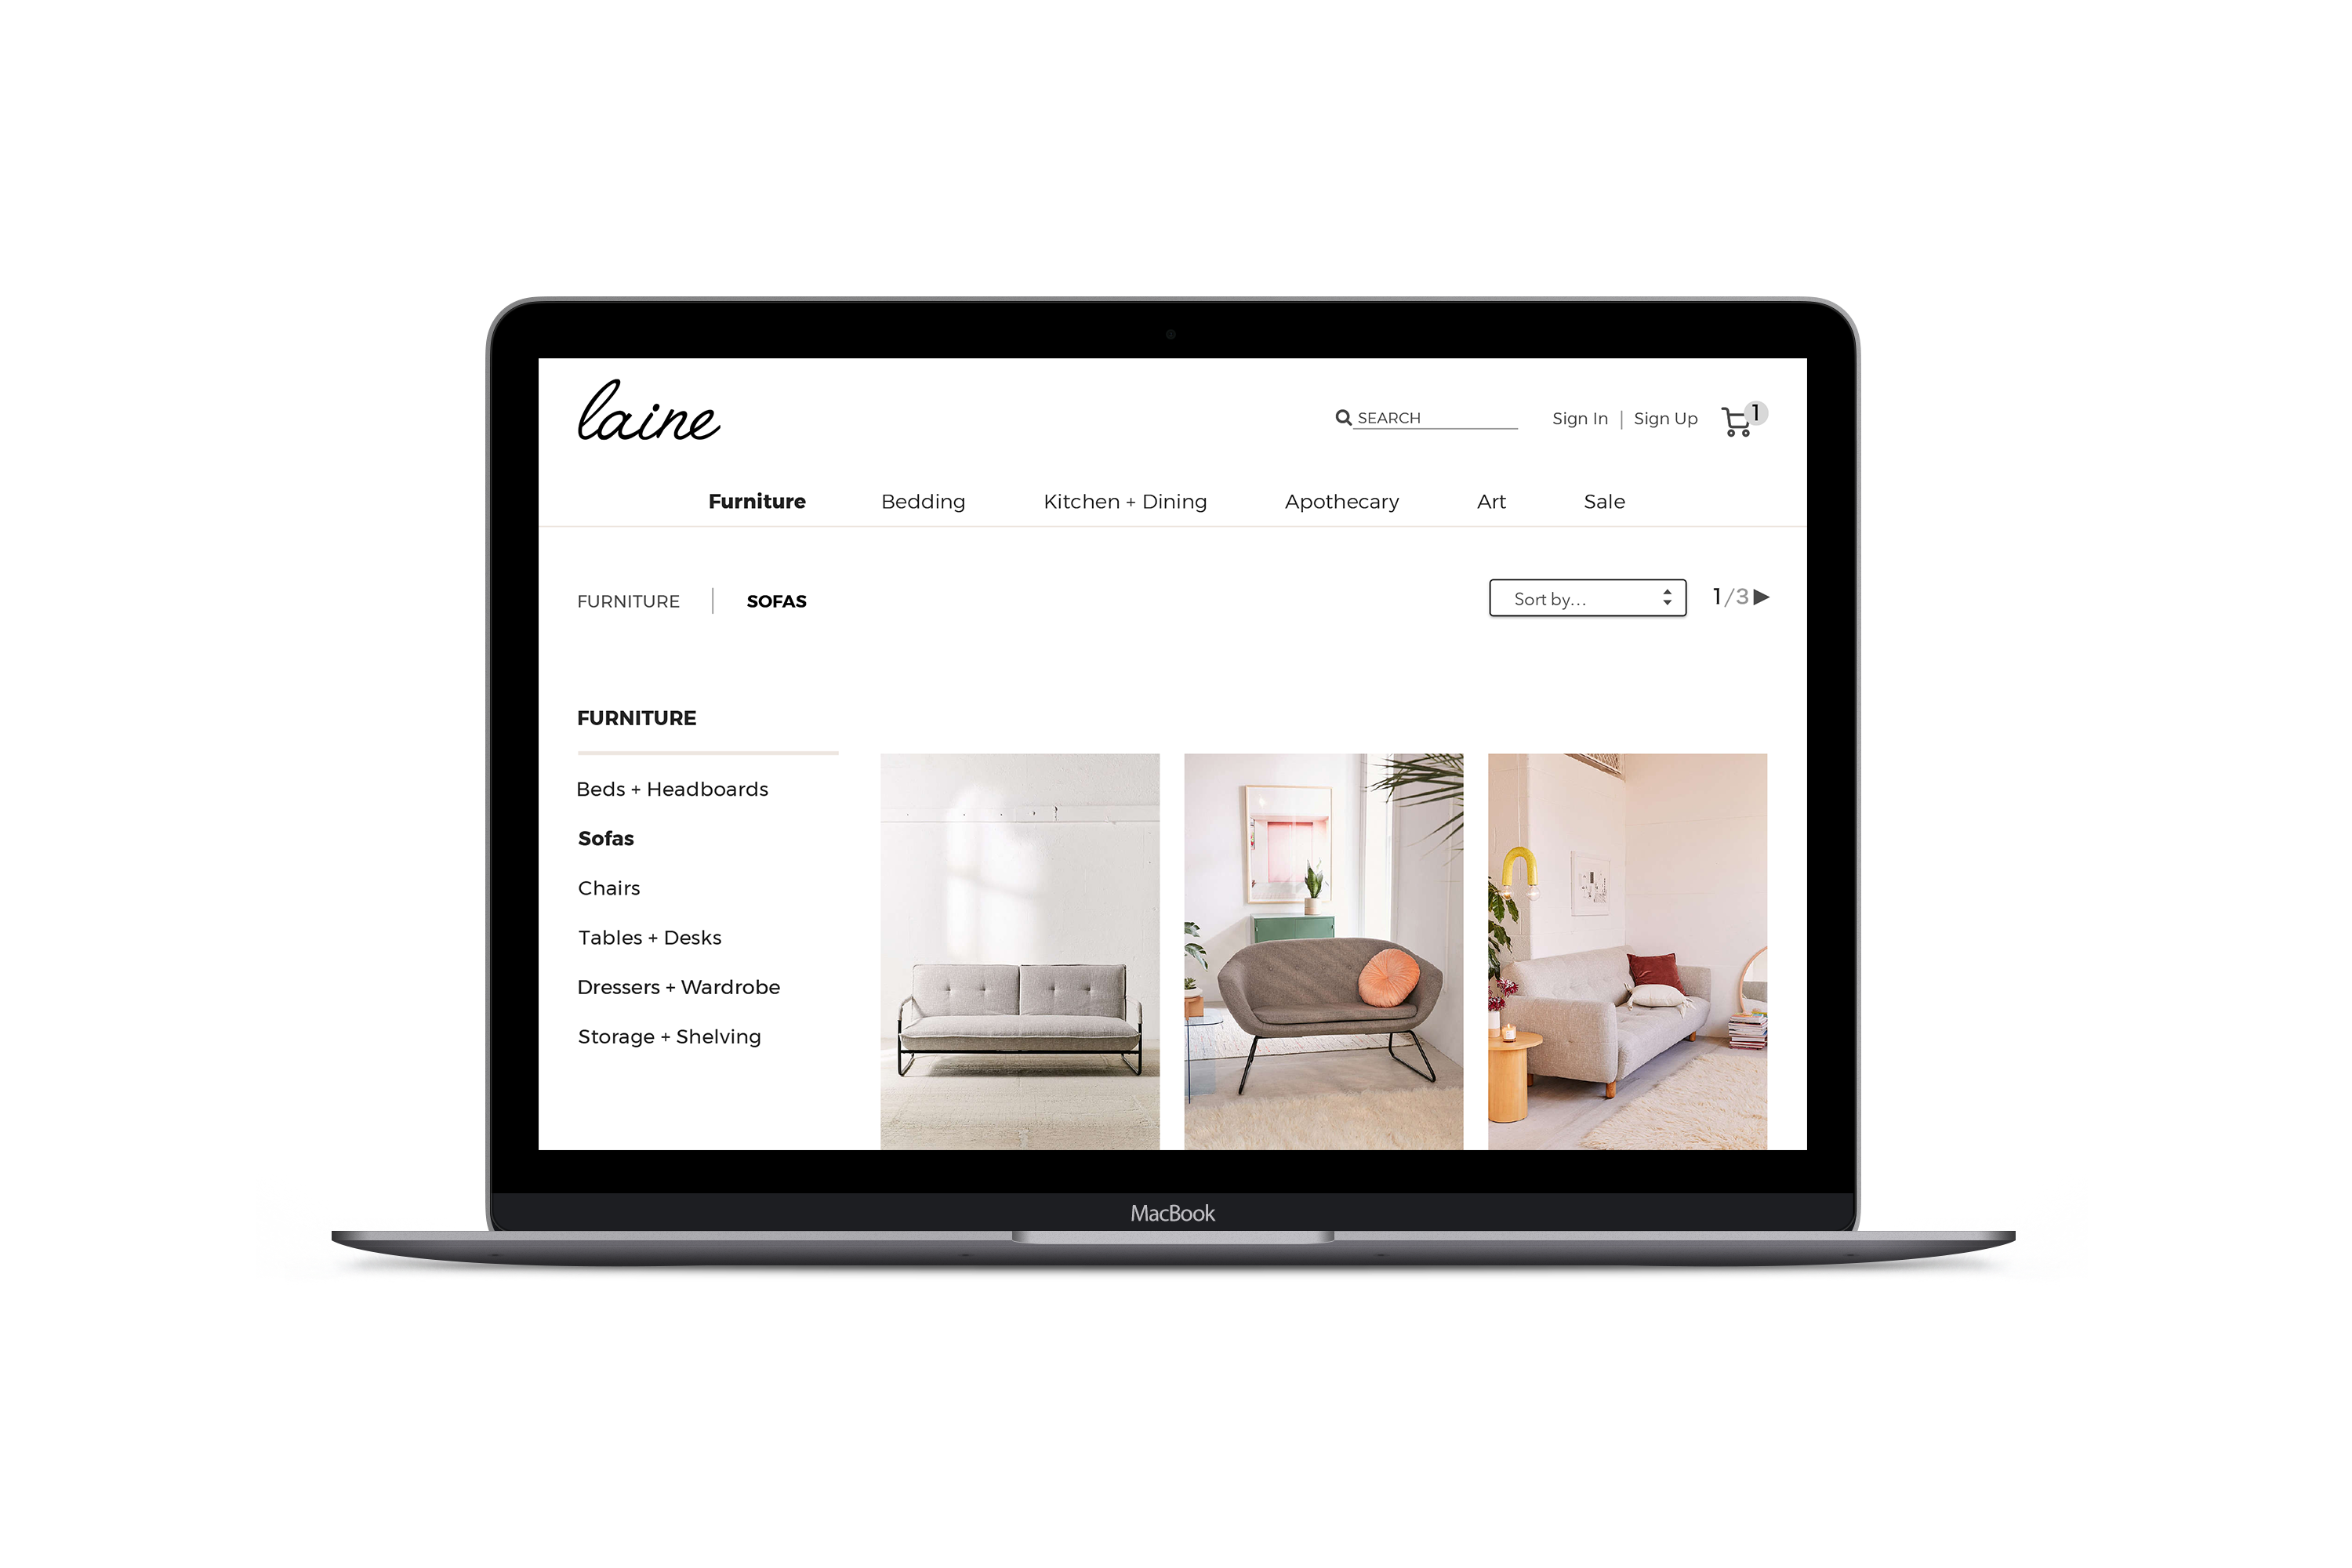 laine
SEARCH
Sign In | Sign Up
1
Furniture
Bedding
Kitchen + Dining
Apothecary
Art
Sale
FURNITURE | SOFAS
Sort by...
1/3
FURNITURE
Beds + Headboards
Sofas
Chairs
Tables + Desks
Dressers + Wardrobe
Storage + Shelving
MacBook